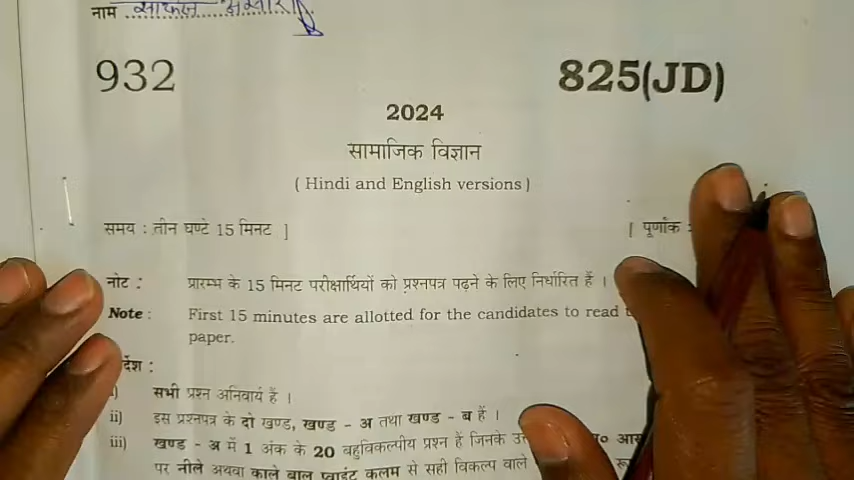 नाम
932
825(JD)
2024
सामाजिक विज्ञान
( Hindi and English versions )
समय : तीन घण्टे 15 मिनट ]
[ पूर्णांक :
नोट : प्रारम्भ के 15 मिनट परीक्षार्थियों को प्रश्नपत्र पढ़ने के लिए निर्धारित हैं ।
Note : First 15 minutes are allotted for the candidates to read
paper.
र्देश :
i) सभी प्रश्न अनिवार्य हैं ।
ii) इस प्रश्नपत्र के दो खण्ड, खण्ड - अ तथा खण्ड - ब हैं ।
iii) खण्ड - अ में 1 अंक के 20 बहुविकल्पीय प्रश्न हैं जिनके
पर नीले अथवा काले बाल प्वाइंट कलम से सही विकल्प वाले